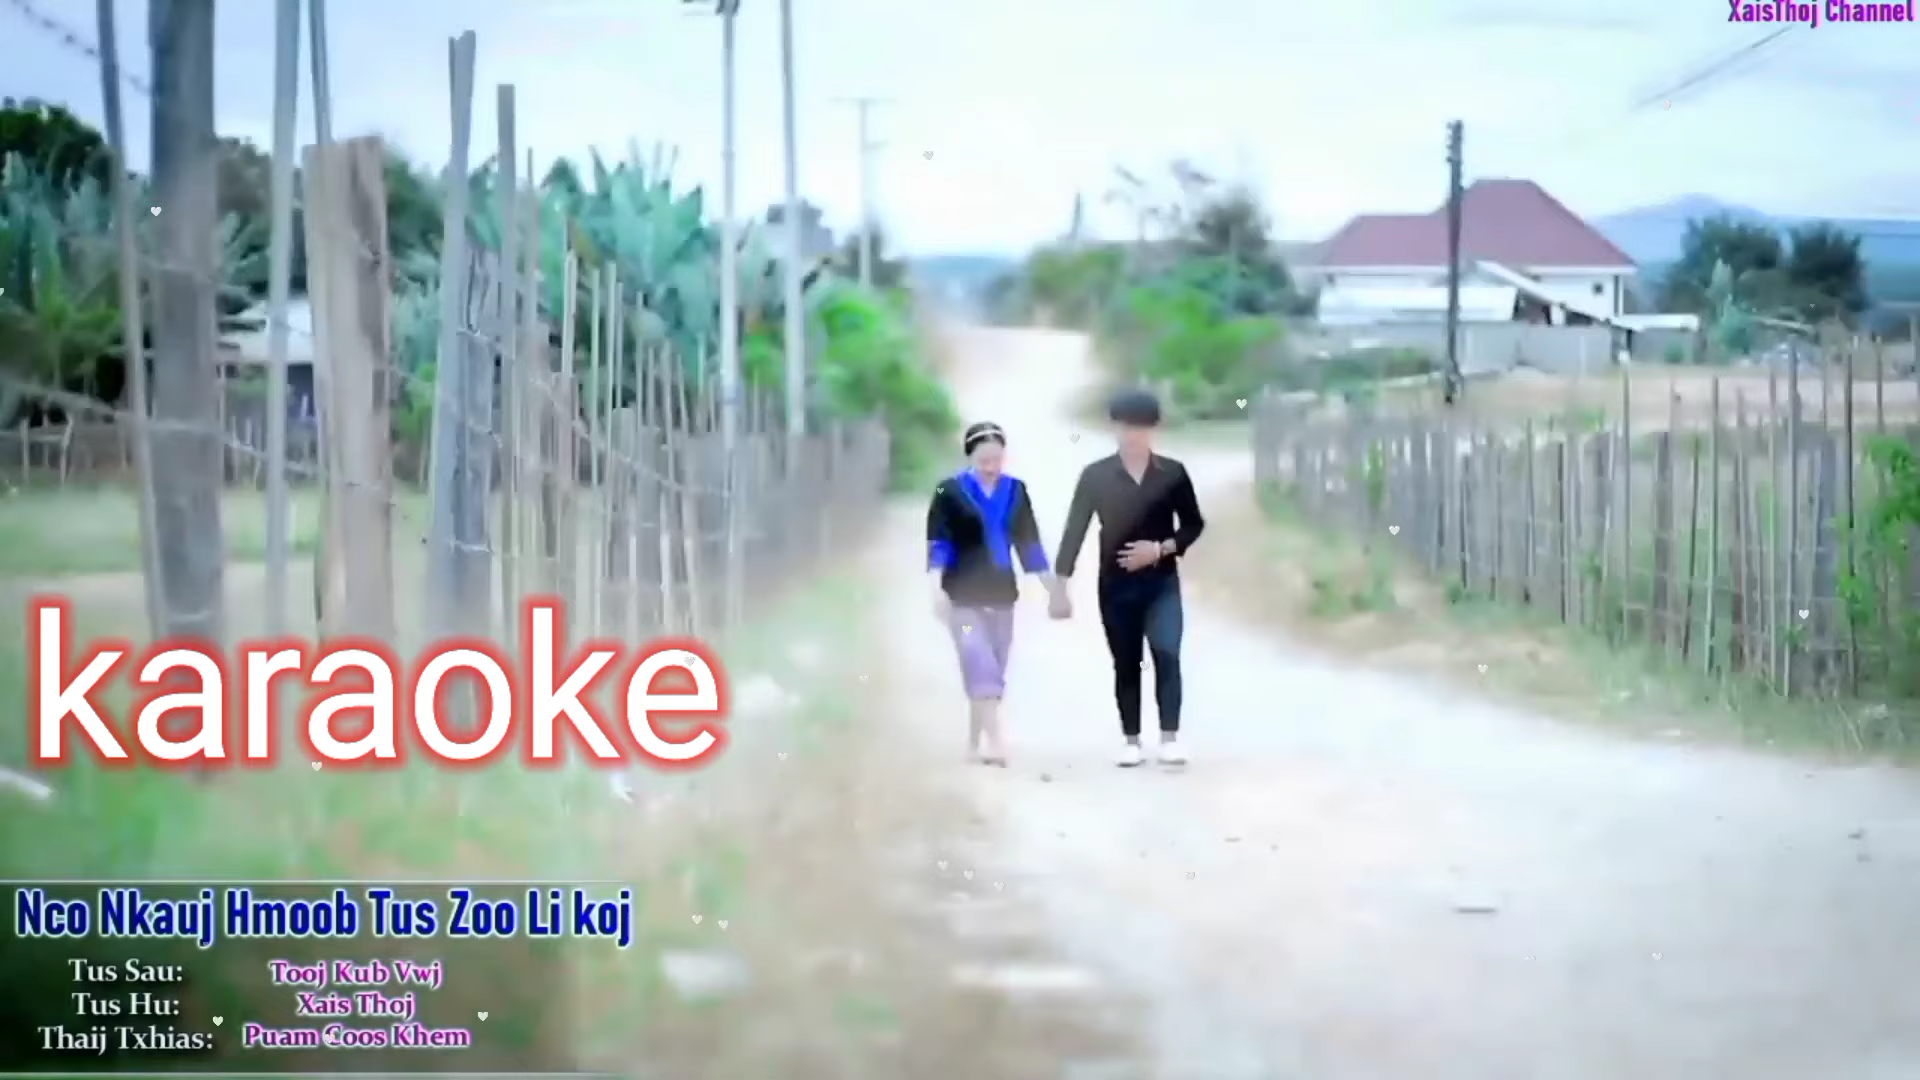 XaisThoj Channel
karaoke
Nco Nkauj Hmoob Tus Zoo Li koj
Tus Sau: Tooj Kub Vwj
Tus Hu: Xais Thoj
Thaij Txhias: Puam Coos Khem